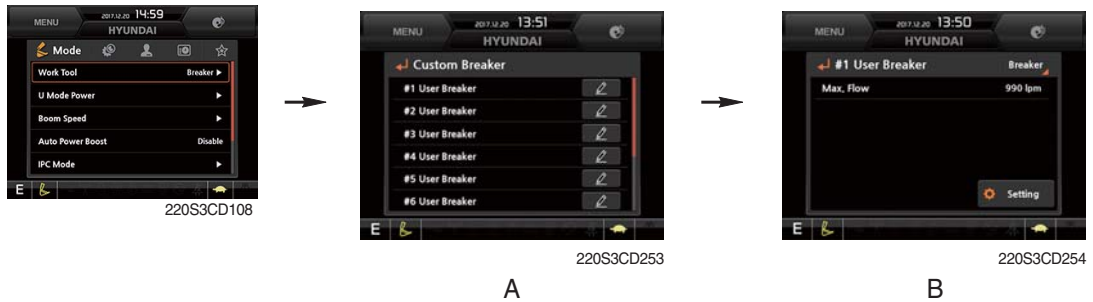 MENU
2017.12.20 14:59
HYUNDAI
Mode
Work Tool Breaker ▶
U Mode Power ▶
Boom Speed ▶
Auto Power Boost Disable
IPC Mode ▶
E
220S3CD108
MENU
2017.12.20 13:51
HYUNDAI
Custom Breaker
#1 User Breaker
#2 User Breaker
#3 User Breaker
#4 User Breaker
#5 User Breaker
#6 User Breaker
E
220S3CD253
A
MENU
2017.12.20 13:50
HYUNDAI
#1 User Breaker Breaker
Max, Flow 990 lpm
Setting
E
220S3CD254
B